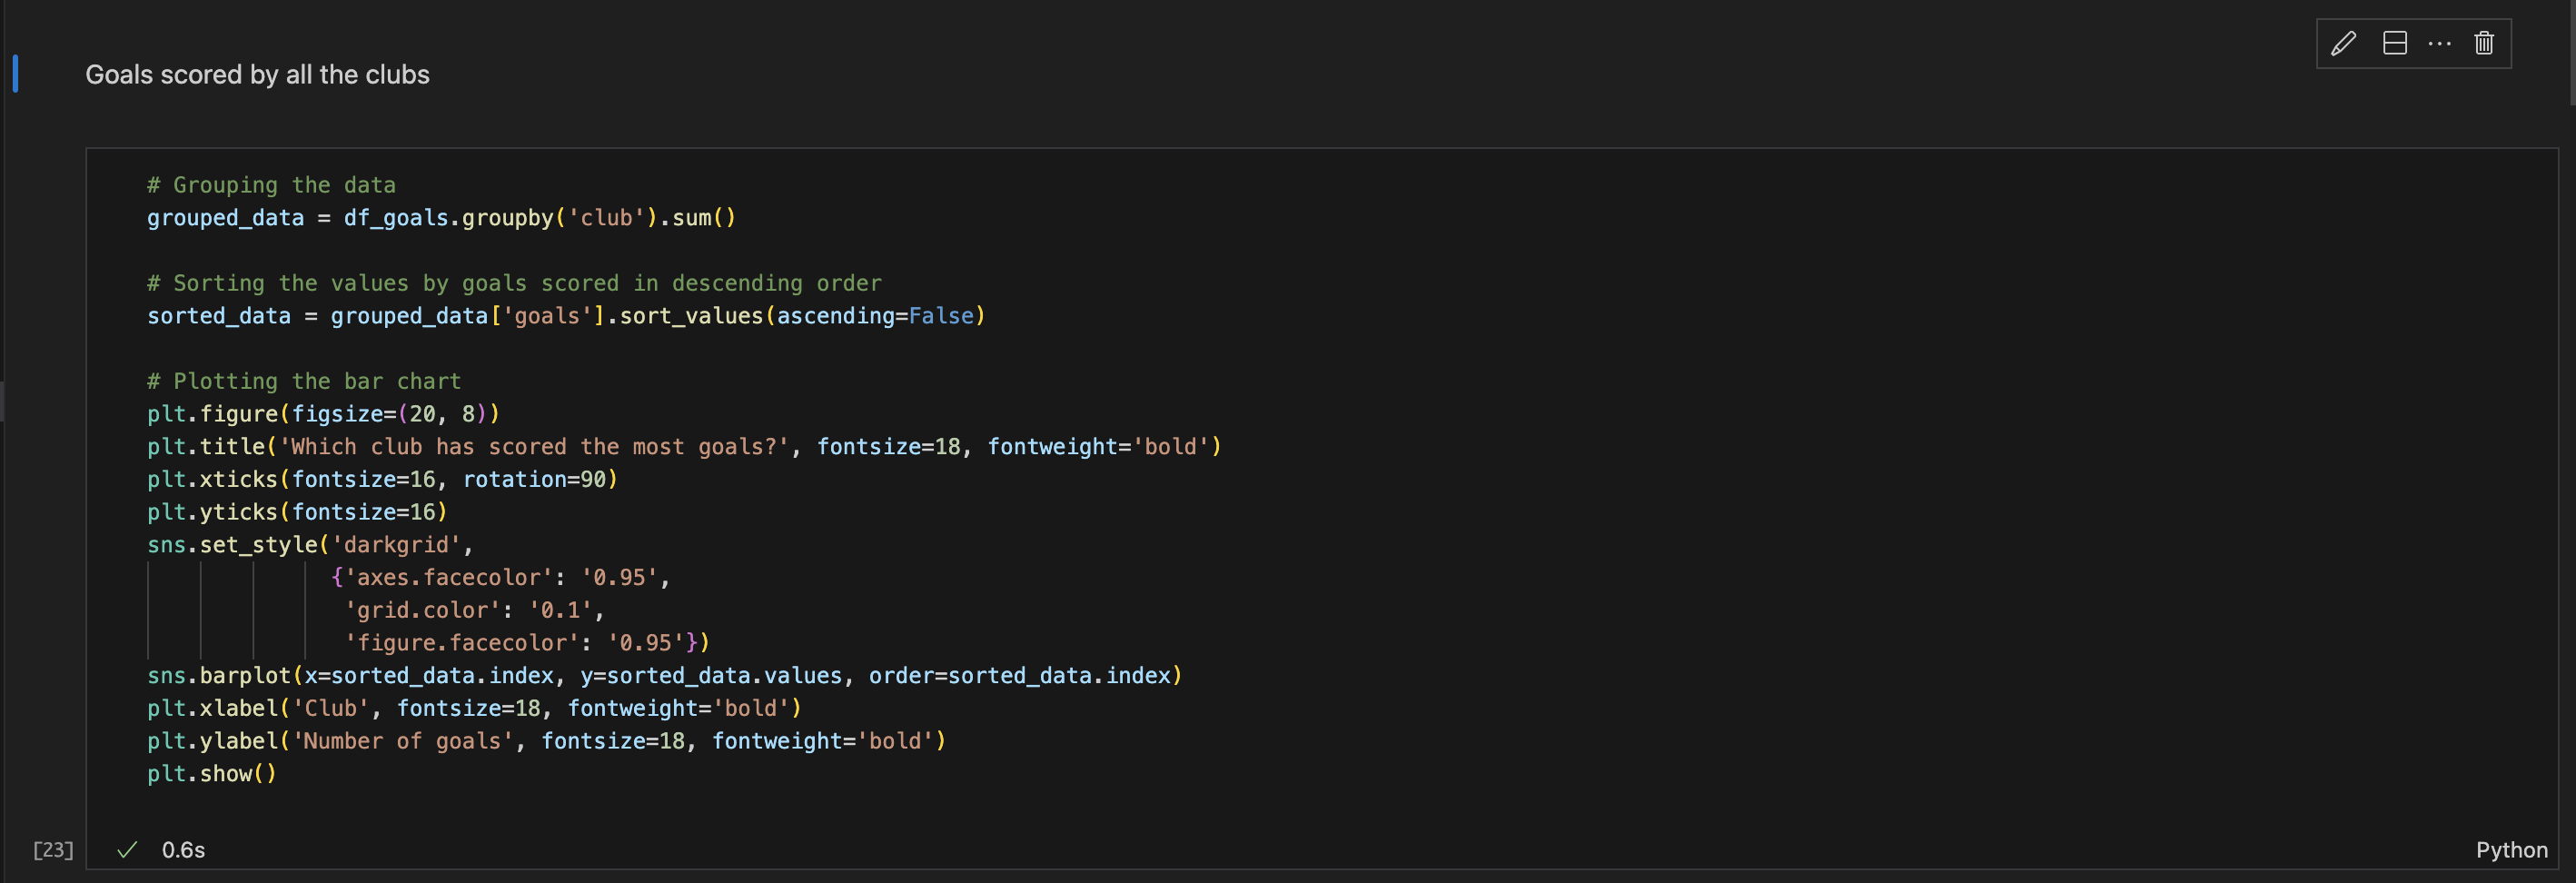 Goals scored by all the clubs
# Grouping the data
grouped_data = df_goals.groupby('club').sum()
# Sorting the values by goals scored in descending order
sorted_data = grouped_data['goals'].sort_values(ascending=False)
# Plotting the bar chart
plt.figure(figsize=(20, 8))
plt.title('Which club has scored the most goals?', fontsize=18, fontweight='bold')
plt.xticks(fontsize=16, rotation=90)
plt.yticks(fontsize=16)
sns.set_style('darkgrid',
{'axes.facecolor': '0.95',
'grid.color': '0.1',
'figure.facecolor': '0.95'})
sns.barplot(x=sorted_data.index, y=sorted_data.values, order=sorted_data.index)
plt.xlabel('Club', fontsize=18, fontweight='bold')
plt.ylabel('Number of goals', fontsize=18, fontweight='bold')
plt.show()
[23] 0.6s Python